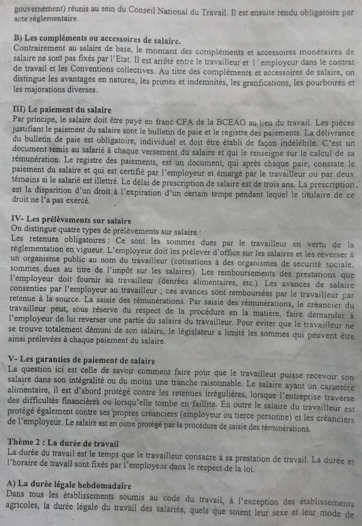 gouvernement) réunis au sein du Conseil National du Travail. Il est ensuite rendu obligatoire par
acte réglementaire.
B) Les compléments ou accessoires de salaire.
Contrairement au salaire de base, le montant des compléments et accessoires monétaires de
salaire ne sont pas fixés par l'Etat. Il est arrêté entre le travailleur et l'employeur dans le contrat
de travail et les Conventions collectives. Au titre des compléments et accessoires de salaire, on
distingue les avantages en natures, les primes et indemnités, les gratifications, les pourboires et
les majorations diverses.
III) Le paiement du salaire
Par principe, le salaire doit être payé en franc CFA de la BCEAO au lieu du travail. Les pièces
justifiant le paiement du salaire sont le bulletin de paie et le registre des paiements. La délivrance
du bulletin de paie est obligatoire, individuel et doit être établi de façon indélébile. C'est un
document remis au salarié à chaque versement du salaire et qui le renseigne sur le calcul de sa
rémunération. Le registre des paiements, est un document, qui après chaque paie, constate le
paiement du salaire et qui est certifié par l'employeur et émargé par le travailleur ou par deux
témoins si le salarié est illettré. Le délai de prescription de salaire est de trois ans. La prescription,
est la disparition d'un droit à l'expiration d'un certain temps pendant lequel le titulaire de ce
droit ne l'a pas exercé.
IV- Les prélèvements sur salaire
On distingue quatre types de prélèvements sur salaire :
Les retenues obligatoires : Ce sont les sommes dues par le travailleur en vertu de la
réglementation en vigueur. L'employeur doit les prélever d'office sur les salaires et les reverser à
un organisme public au nom du travailleur (cotisations à des organismes de sécurité sociale,
sommes dues au titre de l'impôt sur les salaires). Les remboursements des prestations que
l'employeur doit fournir au travailleur (denrées alimentaires, etc.). Les avances de salaire
consenties par l'employeur au travailleur ; ces avances sont remboursées par le travailleur par
retenue à la source. La saisie des rémunérations. Par saisie des rémunérations, le créancier du
travailleur peut, sous réserve du respect de la procédure en la matière, faire demander à
l'employeur de lui reverser une partie du salaire du travailleur. Pour éviter que le travailleur ne
se trouve totalement démuni de son salaire, le législateur a limité les sommes qui peuvent être
ainsi prélevées à chaque paiement du salaire.
V- Les garanties de paiement de salaire
La question ici est celle de savoir comment faire pour que le travailleur puisse recevoir son
salaire dans son intégralité ou du moins une tranche raisonnable. Le salaire ayant un caractère
alimentaire, il est d'abord protégé contre les retenues irrégulières, lorsque l'entreprise traverse
des difficultés financières ou lorsqu'elle tombe en faillite. En outre le salaire du travailleur est
protégé également contre ses propres créanciers (employeur ou tierce personne) et les créanciers
de l'employeur. Le salaire est en outre protégé par la procédure de saisie des rémunérations.
Thème 2 : La durée de travail
La durée du travail est le temps que le travailleur consacre à sa prestation de travail. La durée et
l'horaire de travail sont fixés par l'employeur dans le respect de la loi.
A) La durée légale hebdomadaire
Dans tous les établissements soumis au code du travail, à l'exception des établissements
agricoles, la durée légale du travail des salariés, quels que soient leur sexe et leur mode de